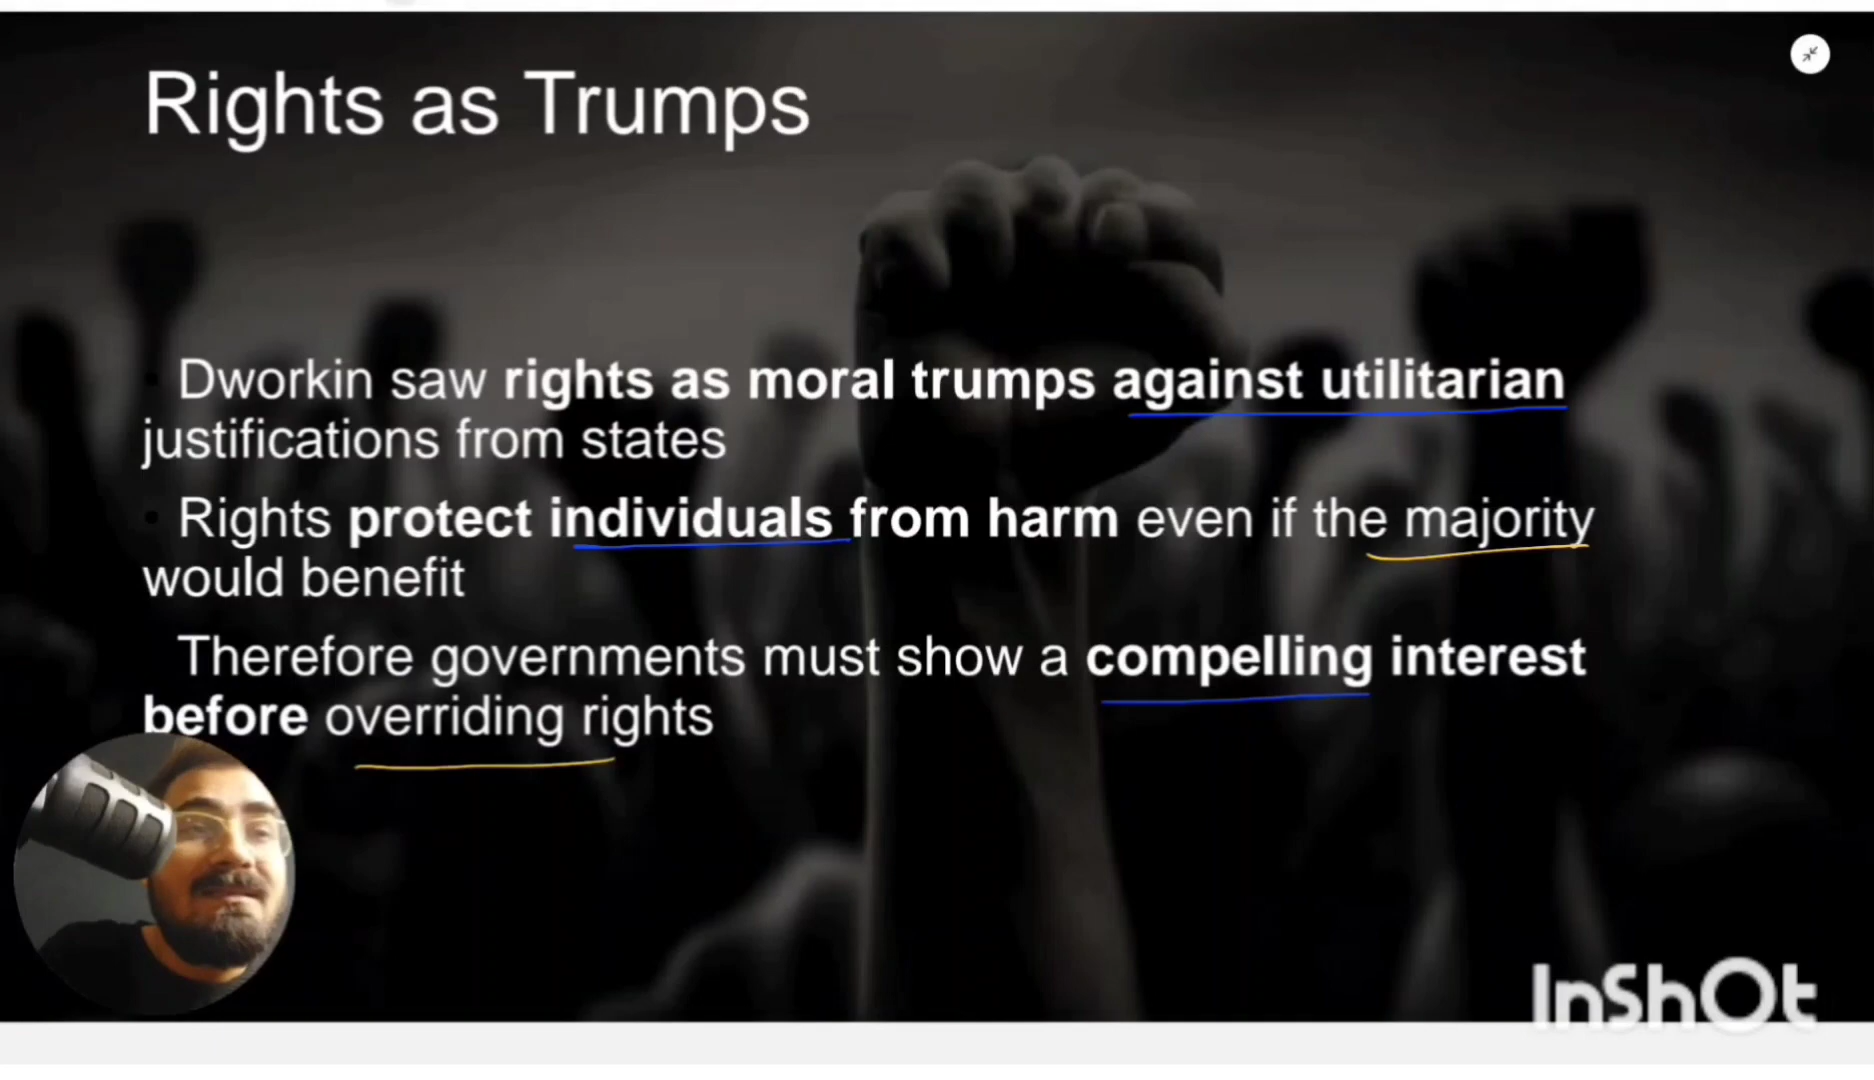 Rights as Trumps
Dworkin saw rights as moral trumps against utilitarian
justifications from states
Rights protect individuals from harm even if the majority
would benefit
Therefore governments must show a compelling interest
before overriding rights
InShOt